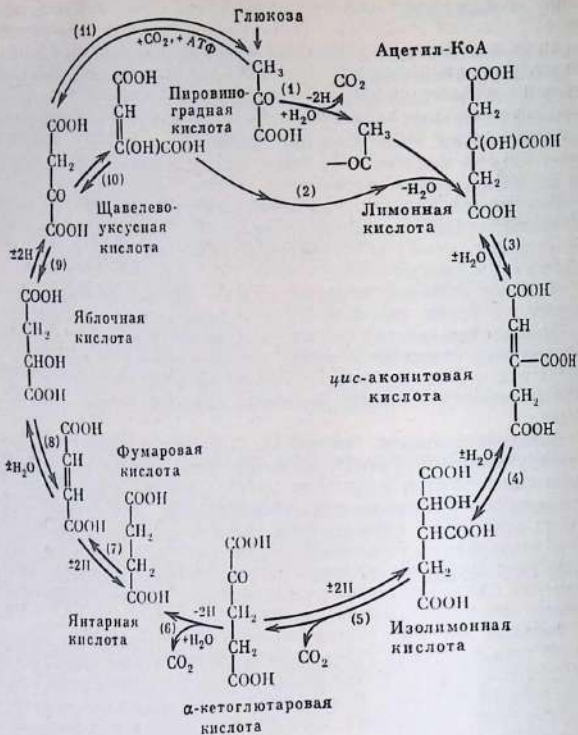 Глюкоза
(11)
+CO₂, + АТФ
CH₃
CO
COOH
Пировино-
градная
кислота
(1)
-2H
+H₂O
CO₂
Ацетил-КоА
CH₃
—OC
COOH
CH₂
C(OH)COOH
CH₂
COOH
COOH
CH
C(OH)COOH
COOH
CH₂
CO
COOH
(10)
(2)
-H₂O
Лимонная
кислота
Щавелево-
уксусная
кислота
±2H
(9)
±H₂O
(3)
COOH
CH
C—COOH
CH₂
COOH
цис-аконитовая
кислота
COOH
CH₂
CHOH
COOH
Яблочная
кислота
(8)
±H₂O
COOH
CH
CH
COOH
Фумаровая
кислота
±H₂O
(4)
COOH
CHOH
CHCOOH
CH₂
COOH
Изолимонная
кислота
COOH
CH₂
CH₂
COOH
(7)
±2H
Янтарная
кислота
(6)
-2H
+H₂O
CO₂
COOH
CO
CH₂
CH₂
COOH
±2H
(5)
CO₂
α-кетоглютаровая
кислота